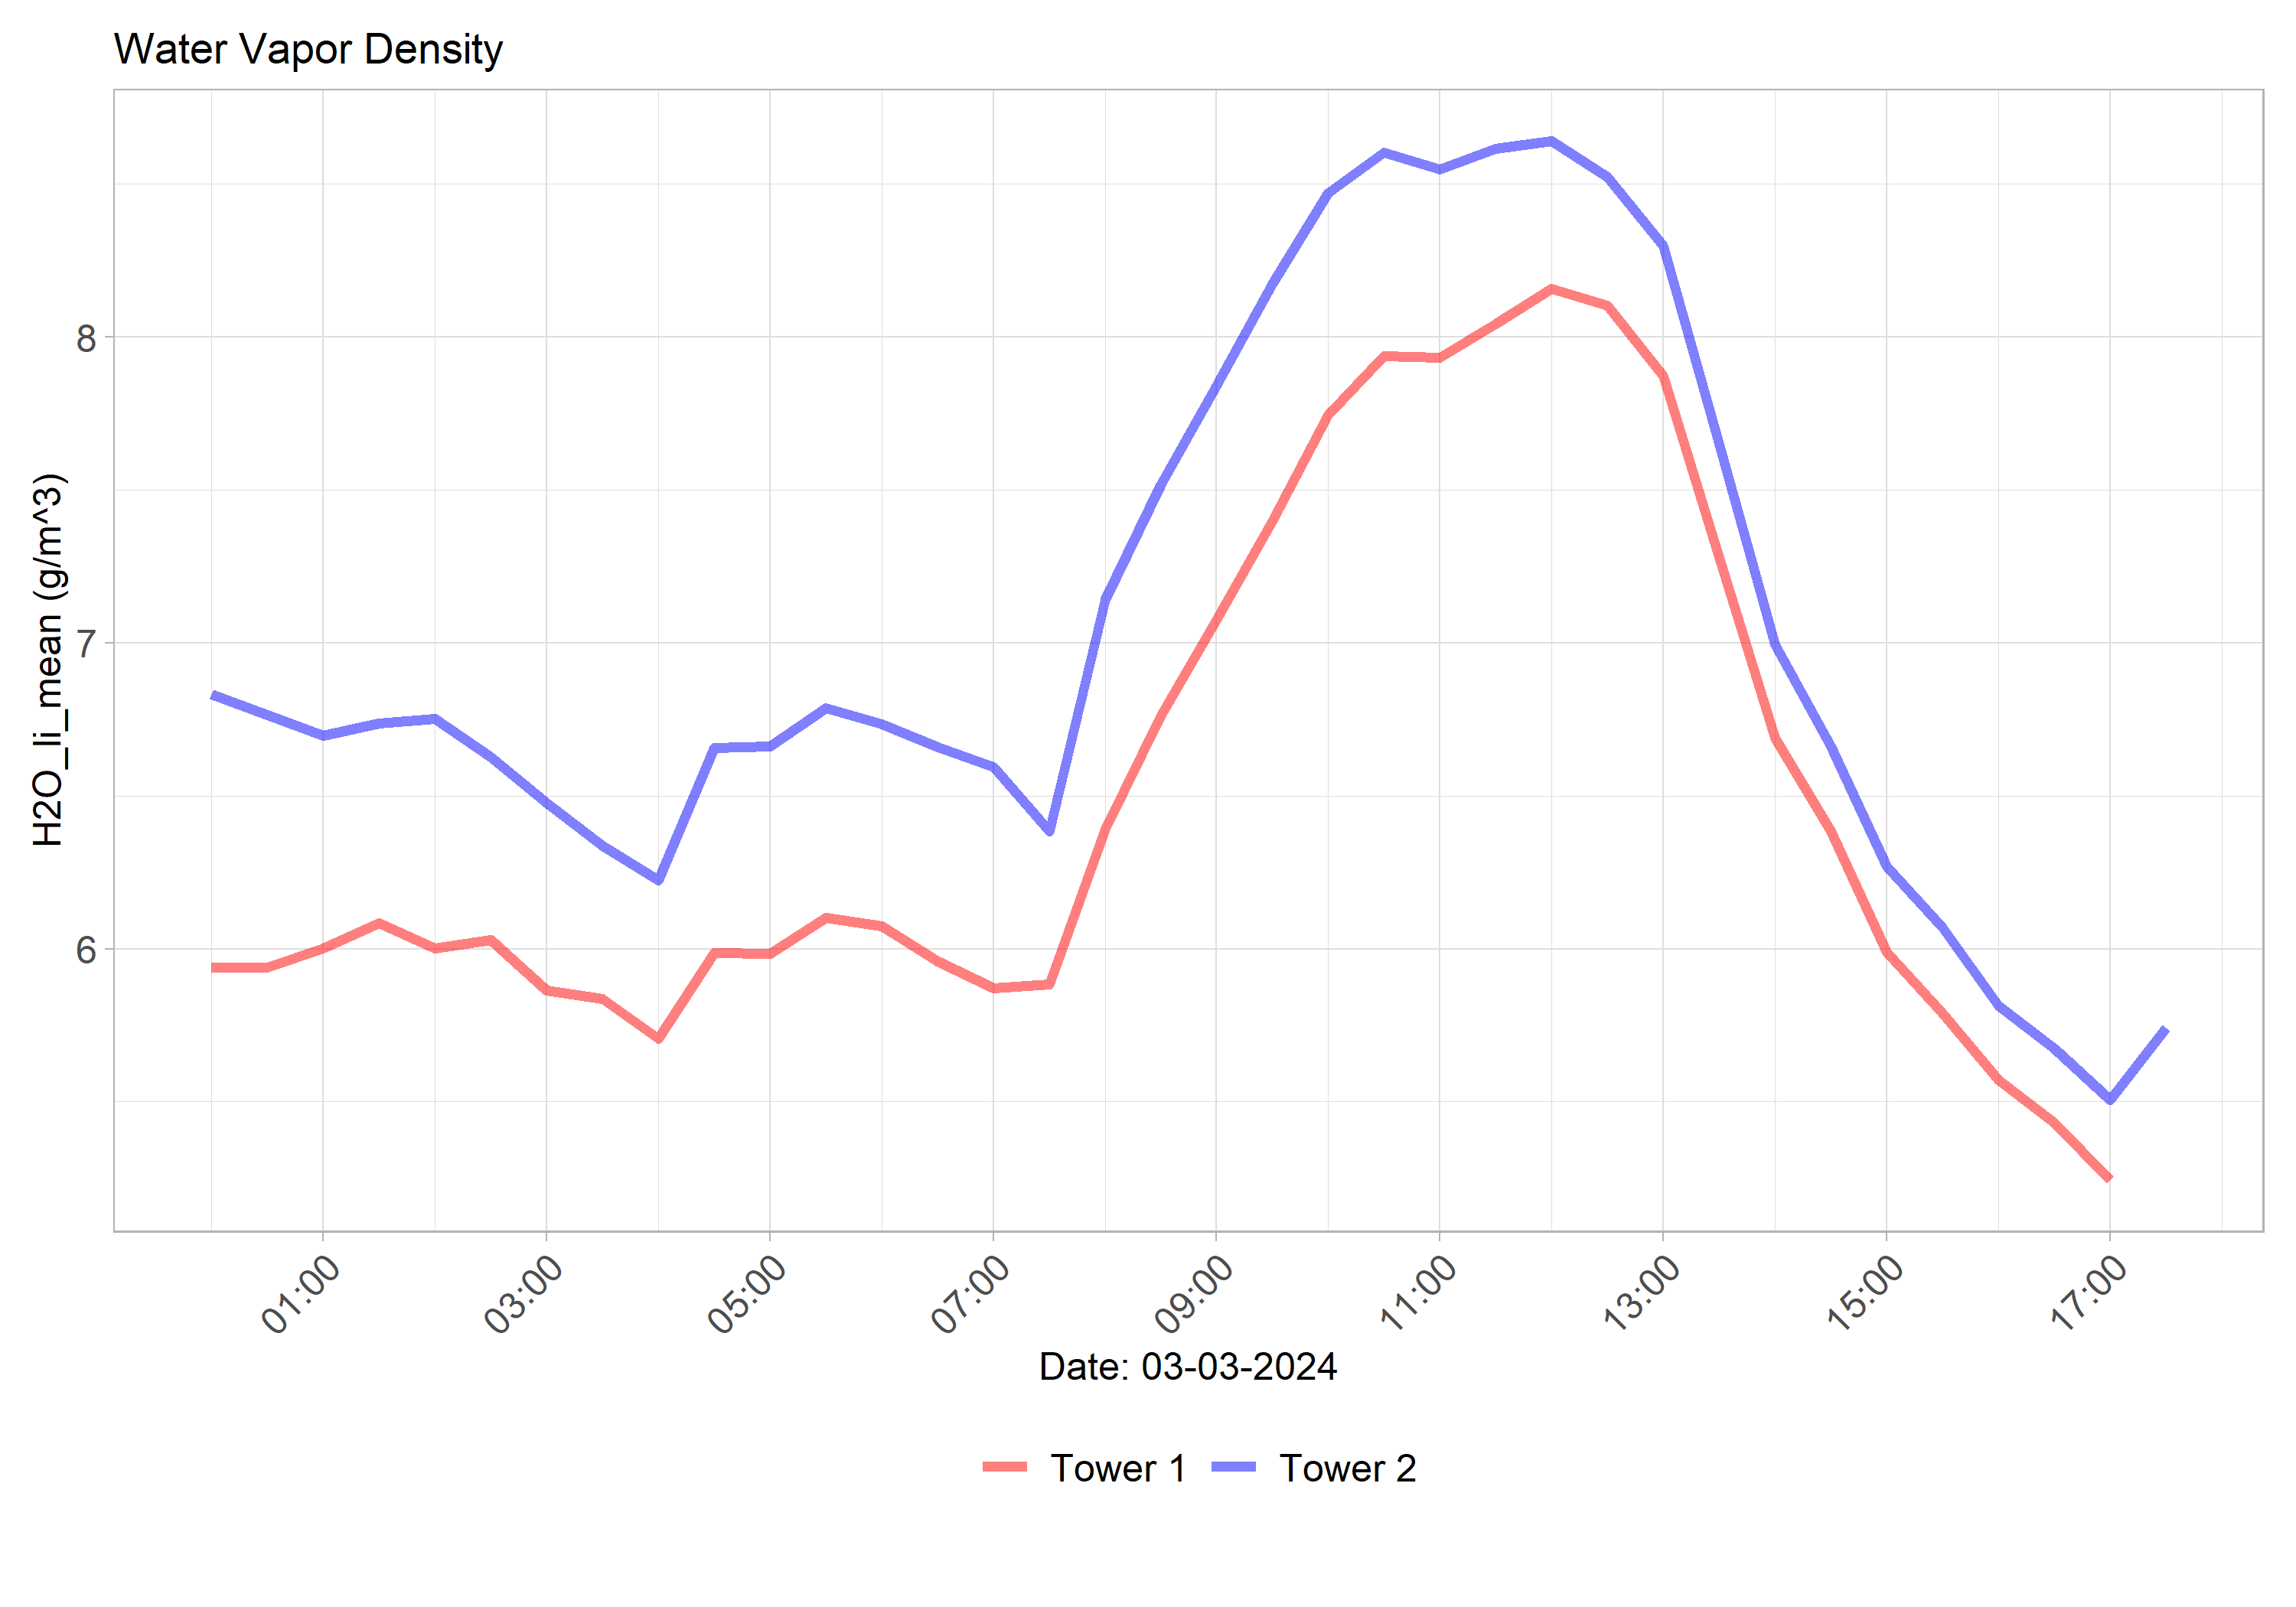 Water Vapor Density
H2O_li_mean (g/m^3)
8
7
6
01:00
03:00
05:00
07:00
09:00
11:00
13:00
15:00
17:00
Date: 03-03-2024
Tower 1
Tower 2